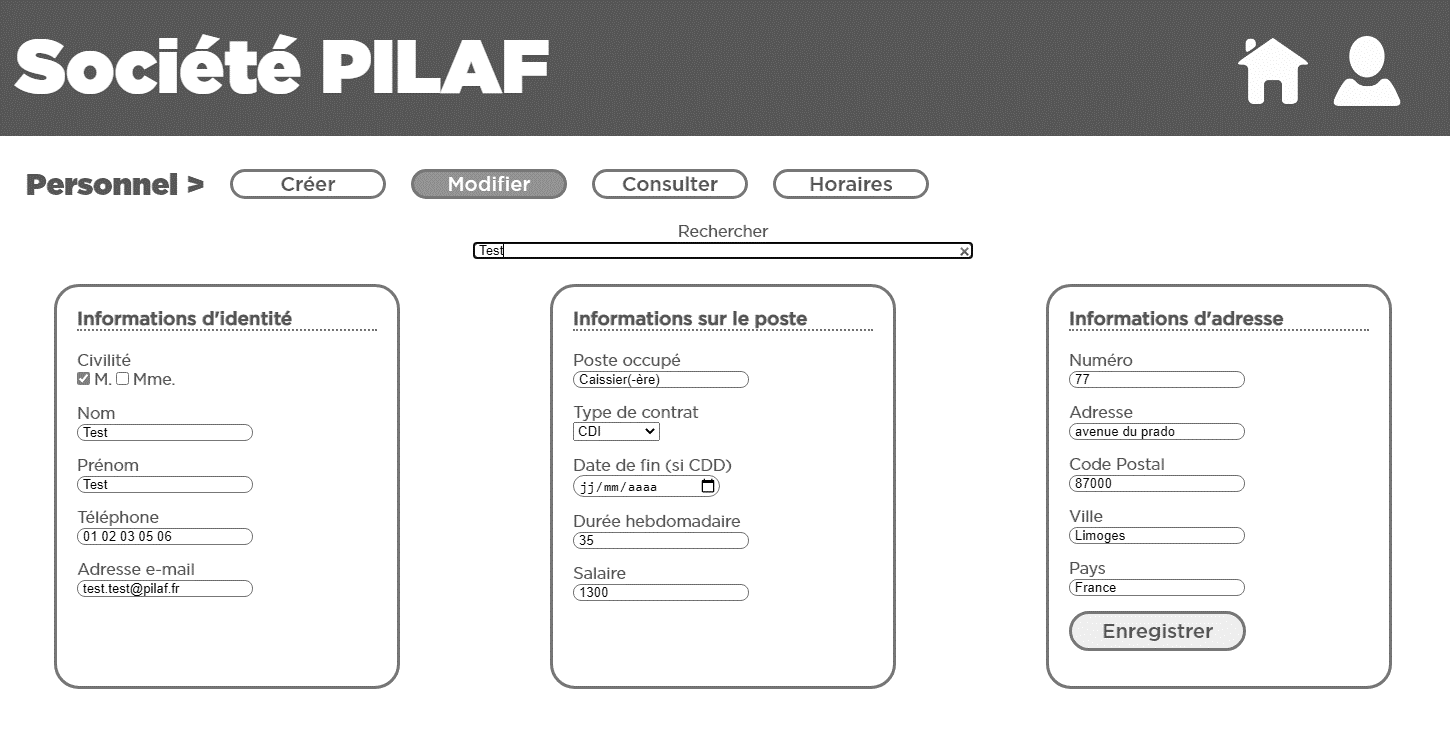 Société PILAF
Personnel > Créer Modifier Consulter Horaires
Rechercher
Test ×
Informations d'identité
Civilité
M. Mme.
Nom
Test
Prénom
Test
Téléphone
01 02 03 05 06
Adresse e-mail
test.test@pilaf.fr
Informations sur le poste
Poste occupé
Caissier(-ère)
Type de contrat
CDI
Date de fin (si CDD)
jj/mm/aaaa
Durée hebdomadaire
35
Salaire
1300
Informations d'adresse
Numéro
77
Adresse
avenue du prado
Code Postal
87000
Ville
Limoges
Pays
France
Enregistrer